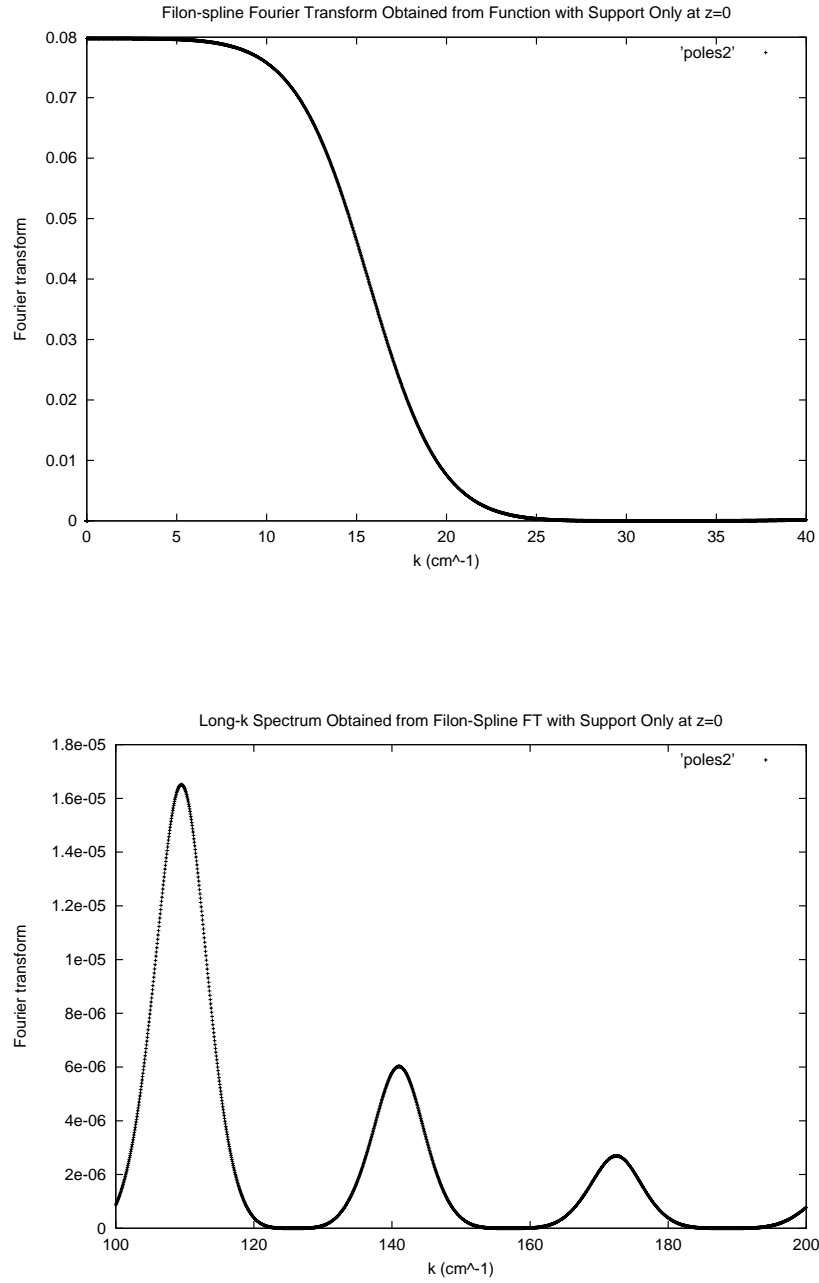 Filon-spline Fourier Transform Obtained from Function with Support Only at z=0
0.08
'poles2'
0.07
0.06
0.05
0.04
0.03
0.02
0.01
0
Fourier transform
0 5 10 15 20 25 30 35 40
k (cm^-1)
Long-k Spectrum Obtained from Filon-Spline FT with Support Only at z=0
1.8e-05
'poles2'
1.6e-05
1.4e-05
1.2e-05
1e-05
8e-06
6e-06
4e-06
2e-06
0
Fourier transform
100 120 140 160 180 200
k (cm^-1)